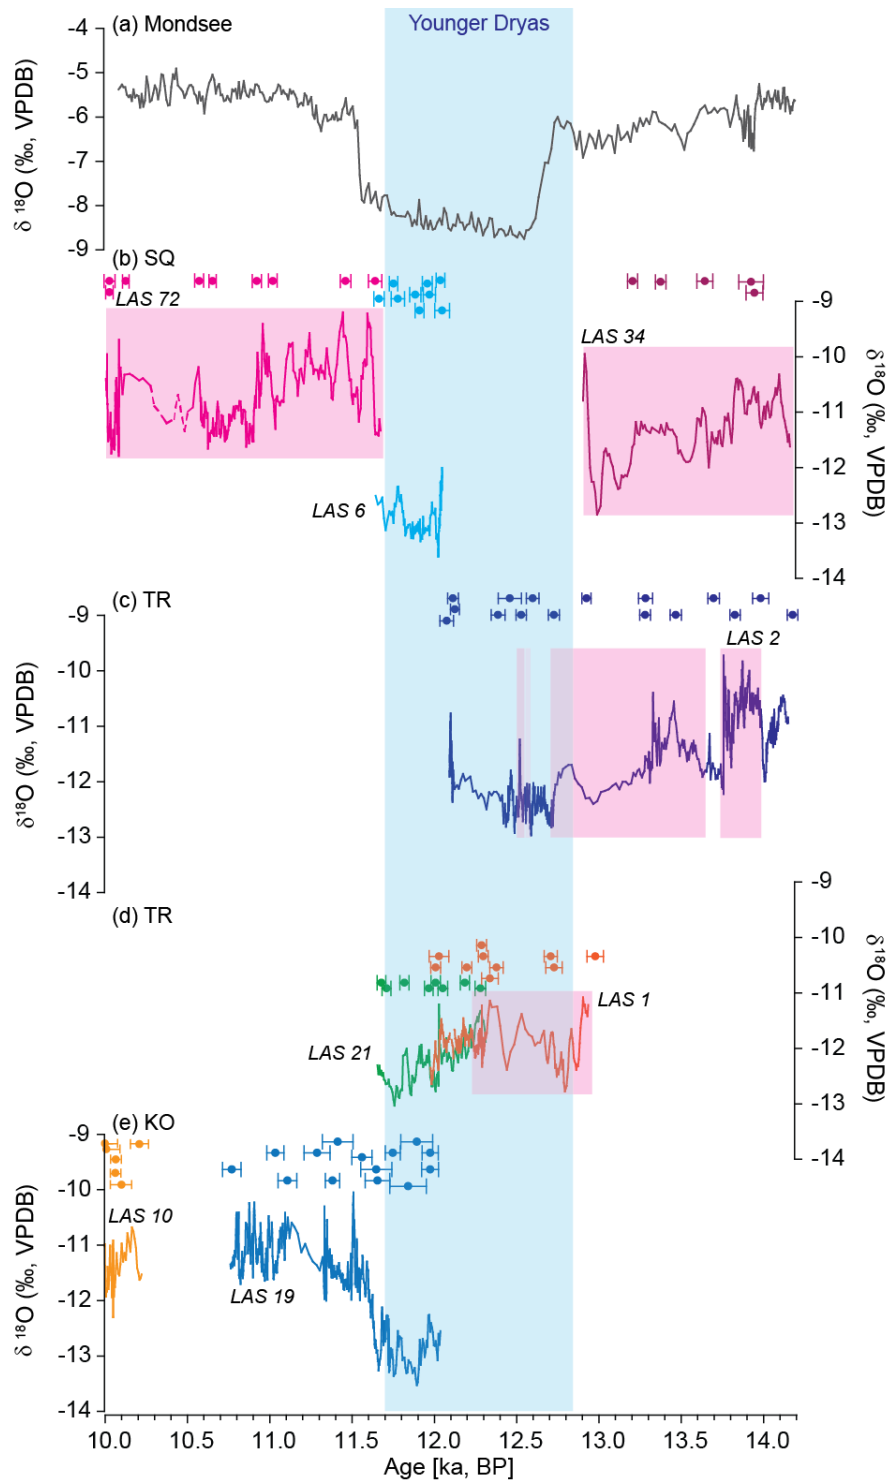 (a) Mondsee
Younger Dryas
-4
-5
-6
-7
-8
-9
δ 18O (‰, VPDB)
(b) SQ
LAS 72
LAS 34
LAS 6
-9
-10
-11
-12
-13
-14
δ18O (‰, VPDB)
(c) TR
LAS 2
-9
-10
-11
-12
-13
-14
δ18O (‰, VPDB)
(d) TR
LAS 1
LAS 21
-9
-10
-11
-12
-13
-14
δ18O (‰, VPDB)
(e) KO
LAS 10
LAS 19
-9
-10
-11
-12
-13
-14
δ 18O (‰, VPDB)
10.0 10.5 11.0 11.5 12.0 12.5 13.0 13.5 14.0
Age [ka, BP]